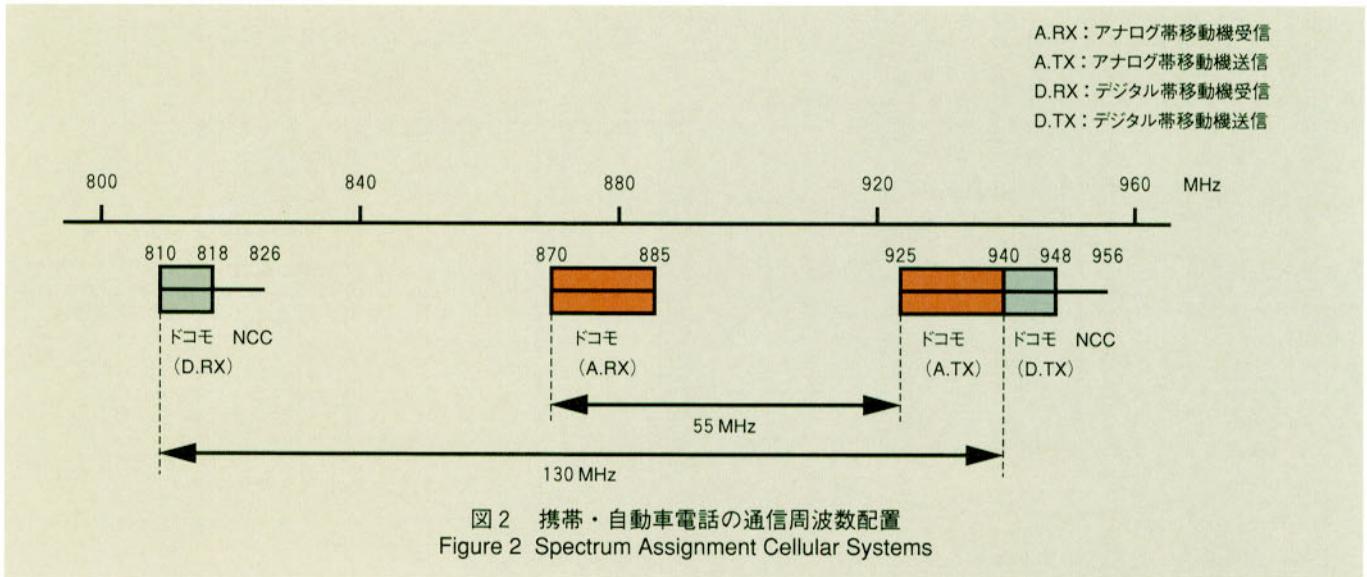 A.RX：アナログ帯移動機受信
A.TX：アナログ帯移動機送信
D.RX：デジタル帯移動機受信
D.TX：デジタル帯移動機送信
800 840 880 920 960 MHz
810 818 826 870 885 925 940 948 956
ドコモ NCC ドコモ ドコモ ドコモ NCC
(D.RX) (A.RX) (A.TX) (D.TX)
55 MHz
130 MHz
図2 携帯・自動車電話の通信周波数配置
Figure 2 Spectrum Assignment Cellular Systems